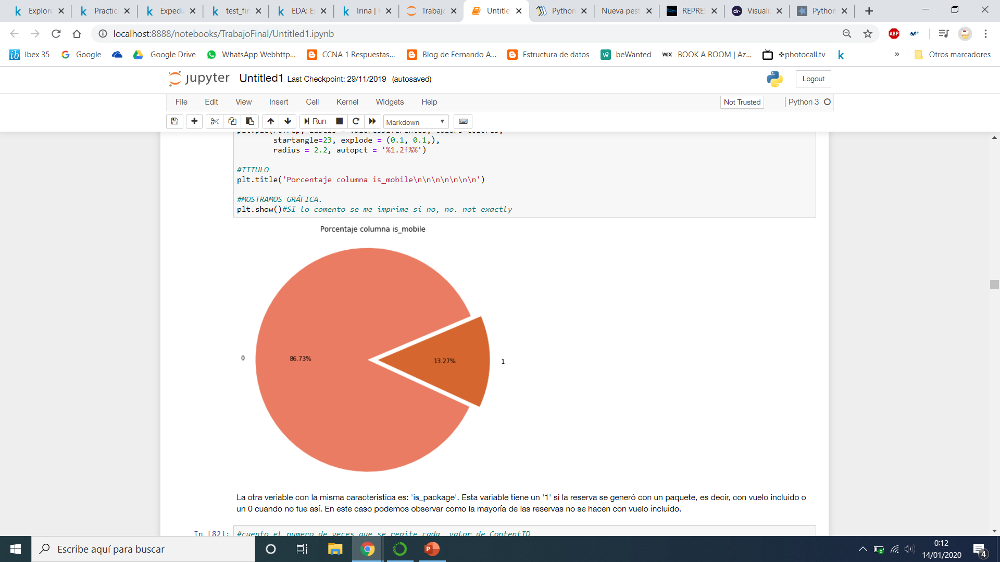 Explore
Practica
Expedi
test_fin
EDA: E
Irina |
Trabajo
Untitle
Python
Nueva pest
REPRE
Visuali
Python
localhost:8888/notebooks/TrabajoFinal/Untitled1.ipynb
ABP
Ibex 35
Google
Google Drive
WhatsApp Webhttp...
CCNA 1 Respuestas...
Blog de Fernando A...
Estructura de datos
beWanted
WIX BOOK A ROOM | Az...
❖photocall.tv
»
Otros marcadores
jupyter Untitled1 Last Checkpoint: 29/11/2019 (autosaved)
Logout
File Edit View Insert Cell Kernel Widgets Help
Not Trusted
Python 3
Run
Markdown
startangle=23, explode = (0.1, 0.1,),
radius = 2.2, autopct = '%1.2f%%')
#TITULO
plt.title('Porcentaje columna is_mobile\n\n\n\n\n\n\n')
#MOSTRAMOS GRÁFICA.
plt.show()#SI lo comento se me imprime si no, no. not exactly
Porcentaje columna is_mobile
0
86.73%
13.27%
1
La otra veriable con la misma caracteristica es: 'is_package'. Esta variable tiene un '1' si la reserva se generó con un paquete, es decir, con vuelo incluido o
un 0 cuando no fue así. En este caso podemos observar como la mayoría de las reservas no se hacen con vuelo incluido.
In [82]: #cuento el numero de veces que se repite cada valor de ContentID
Escribe aquí para buscar
0:12
14/01/2020
4